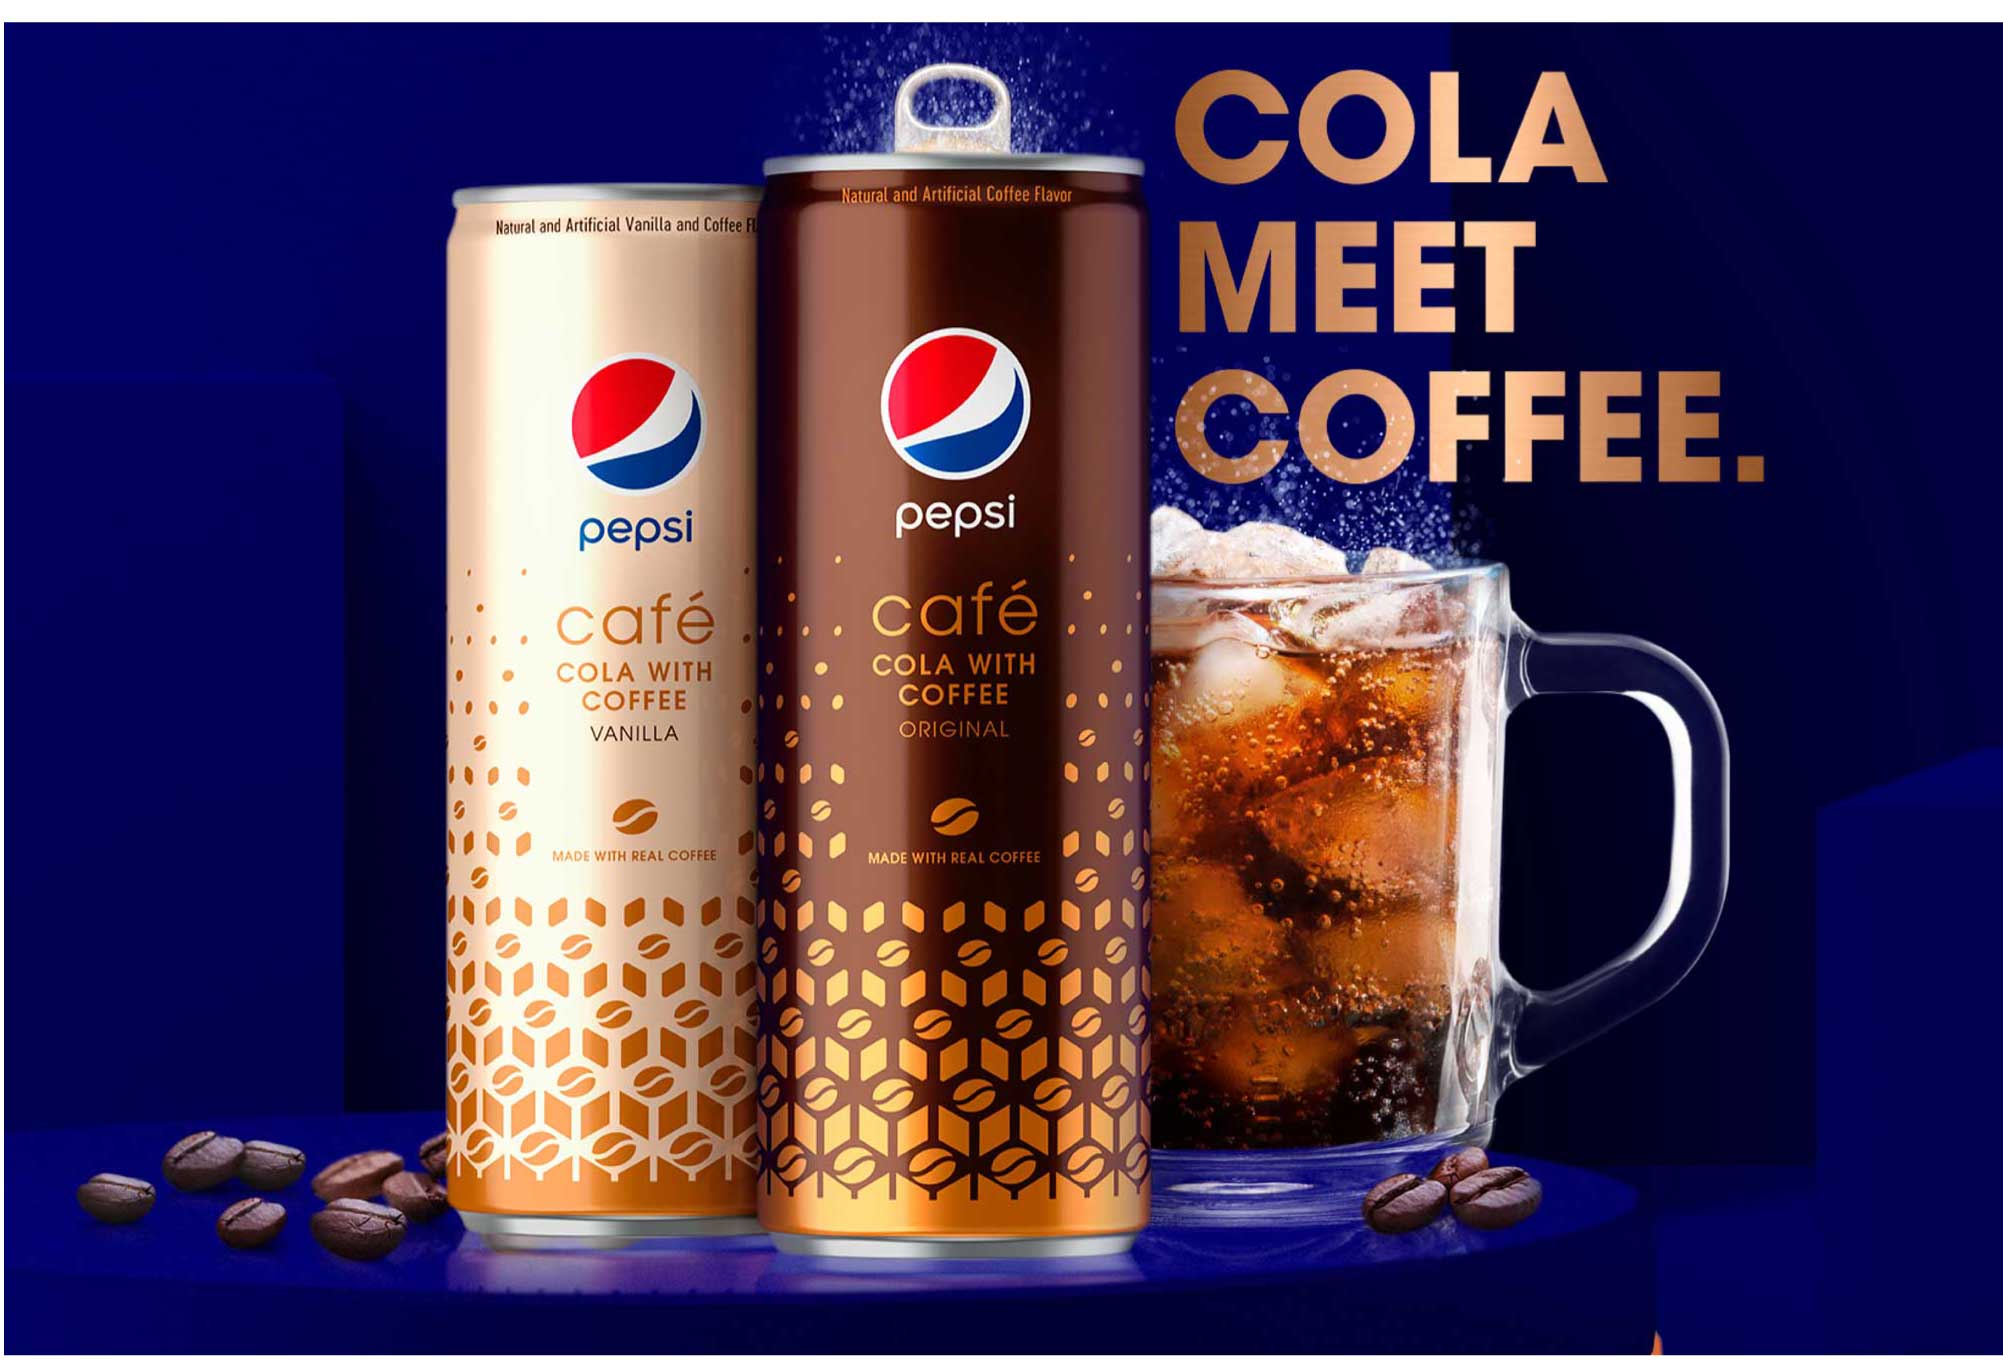 COLA
MEET
COFFEE.
Natural and Artificial Vanilla and Coffee
pepsi
café
COLA WITH
COFFEE
VANILLA
MADE WITH REAL COFFEE
Natural and Artificial Coffee Flavor
pepsi
café
COLA WITH
COFFEE
ORIGINAL
MADE WITH REAL COFFEE